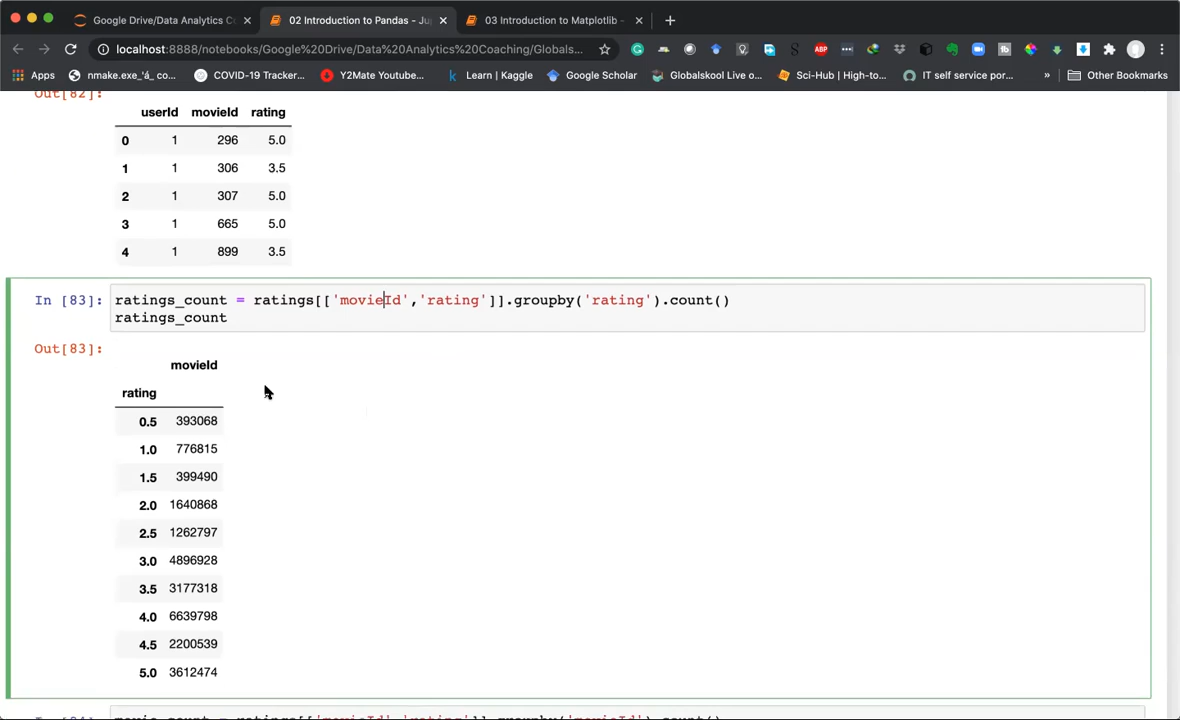 Google Drive/Data Analytics C
02 Introduction to Pandas - Ju
03 Introduction to Matplotlib -
localhost:8888/notebooks/Google%20Drive/Data%20Analytics%20Coaching/Globals...
Apps
nmake.exe_'á_co...
COVID-19 Tracker...
Y2Mate Youtube...
Learn | Kaggle
Google Scholar
Globalskool Live o...
Sci-Hub | High-to...
IT self service por...
»
Other Bookmarks
Out[82]:
userId movieId rating
0 1 296 5.0
1 1 306 3.5
2 1 307 5.0
3 1 665 5.0
4 1 899 3.5
In [83]: ratings_count = ratings[['movieId','rating']].groupby('rating').count()
ratings_count
Out[83]:
movieId
rating
0.5 393068
1.0 776815
1.5 399490
2.0 1640868
2.5 1262797
3.0 4896928
3.5 3177318
4.0 6639798
4.5 2200539
5.0 3612474